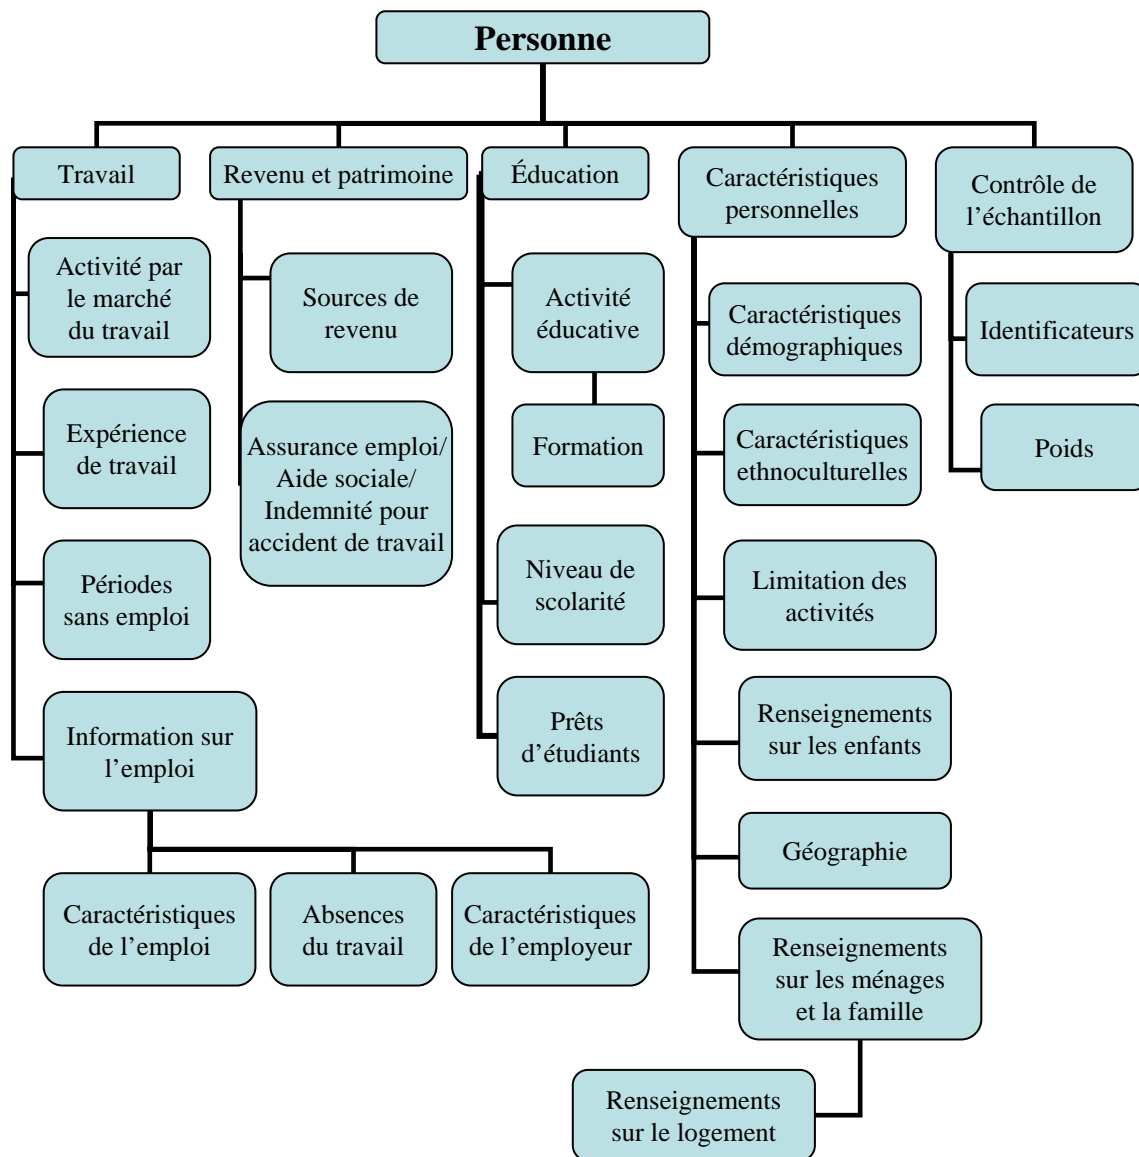 Personne
Travail
Revenu et patrimoine
Éducation
Caractéristiques
personnelles
Contrôle de
l’échantillon
Activité par
le marché
du travail
Expérience
de travail
Périodes
sans emploi
Information sur
l’emploi
Caractéristiques
de l’emploi
Absences
du travail
Caractéristiques
de l’employeur
Sources de
revenu
Assurance emploi/
Aide sociale/
Indemnité pour
accident de travail
Activité
éducative
Formation
Niveau de
scolarité
Prêts
d’étudiants
Caractéristiques
démographiques
Caractéristiques
ethnoculturelles
Limitation des
activités
Renseignements
sur les enfants
Géographie
Renseignements
sur les ménages
et la famille
Renseignements
sur le logement
Identificateurs
Poids